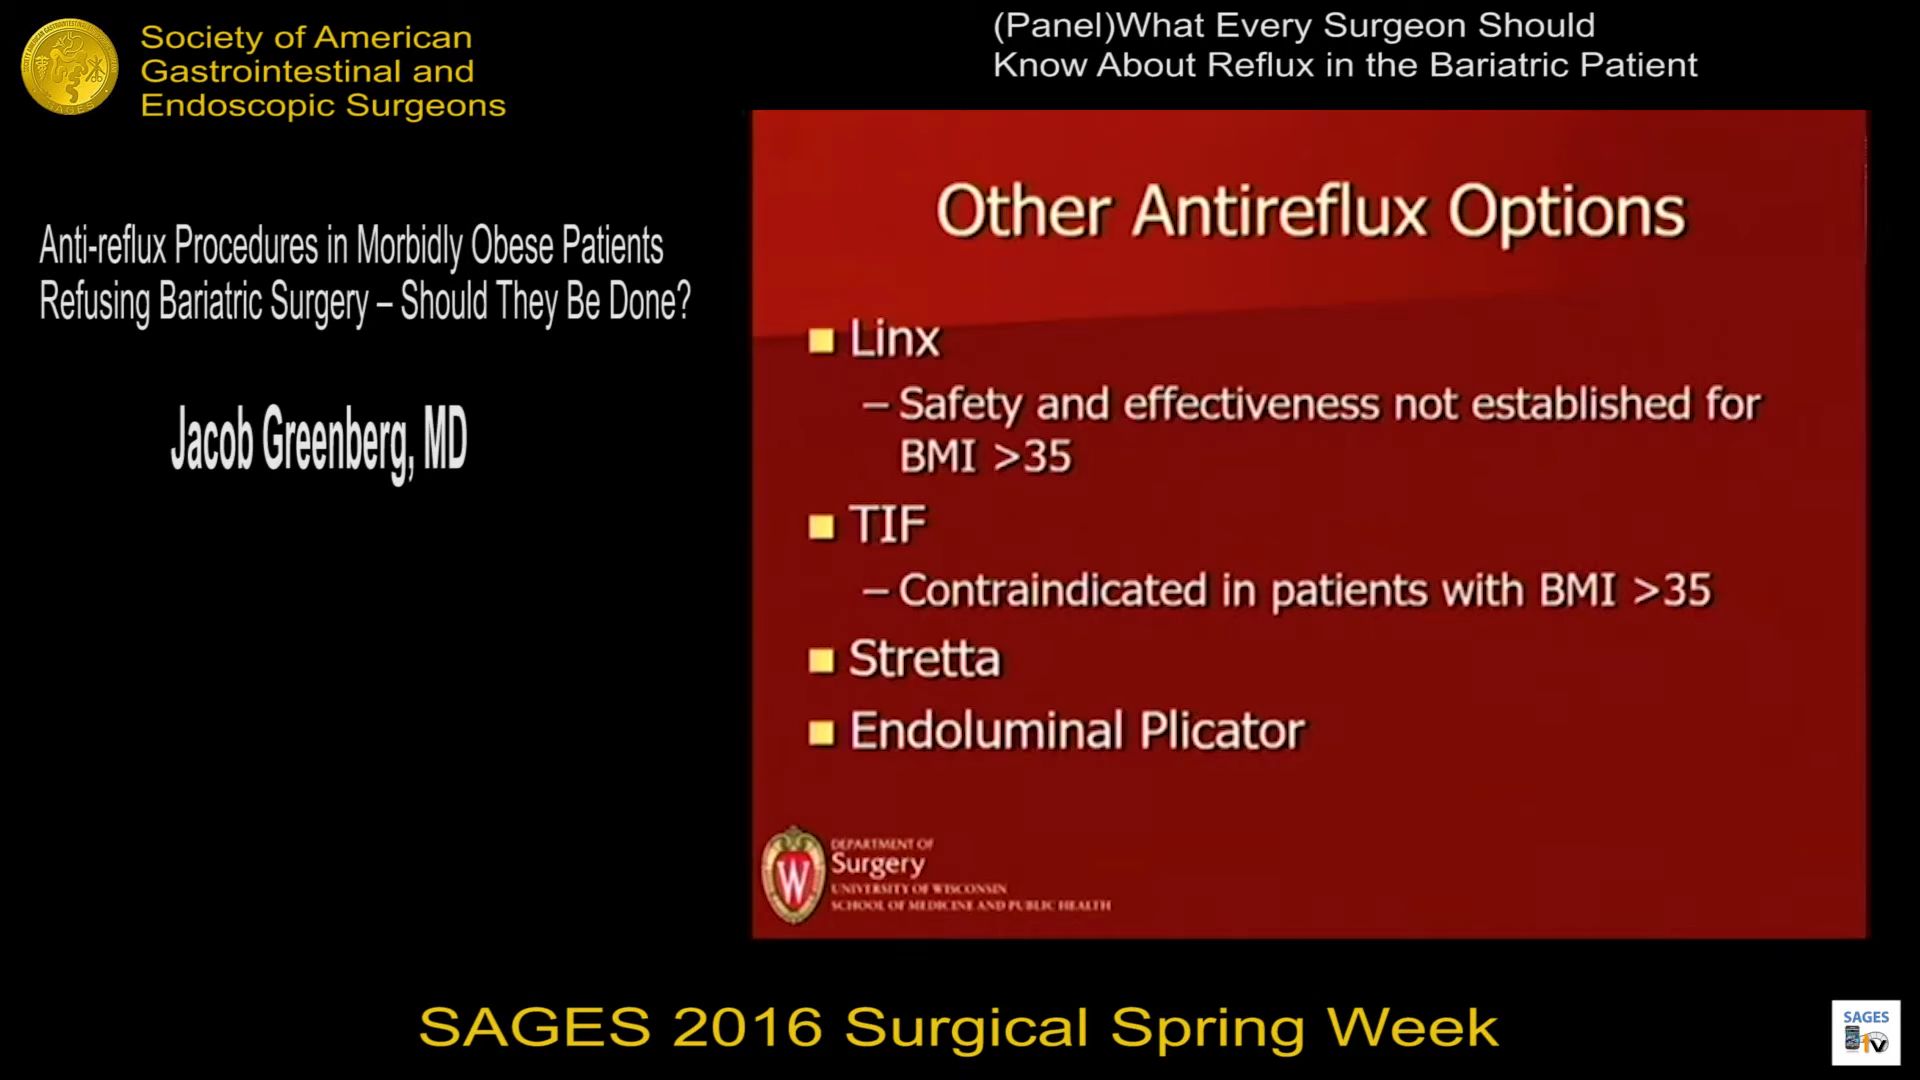 Society of American
Gastrointestinal and
Endoscopic Surgeons
(Panel)What Every Surgeon Should
Know About Reflux in the Bariatric Patient
Anti-reflux Procedures in Morbidly Obese Patients
Refusing Bariatric Surgery – Should They Be Done?
Jacob Greenberg, MD
Other Antireflux Options
Linx
– Safety and effectiveness not established for
BMI >35
TIF
– Contraindicated in patients with BMI >35
Stretta
Endoluminal Plicator
W
DEPARTMENT OF
Surgery
UNIVERSITY OF WISCONSIN
SCHOOL OF MEDICINE AND PUBLIC HEALTH
SAGES 2016 Surgical Spring Week
SAGES
TV